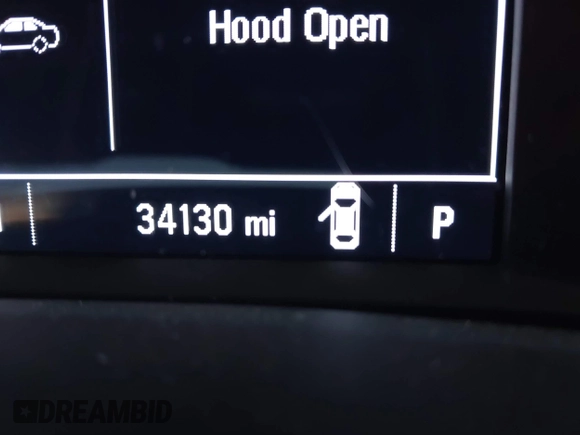 Hood Open
34130 mi
P
DREAMBID